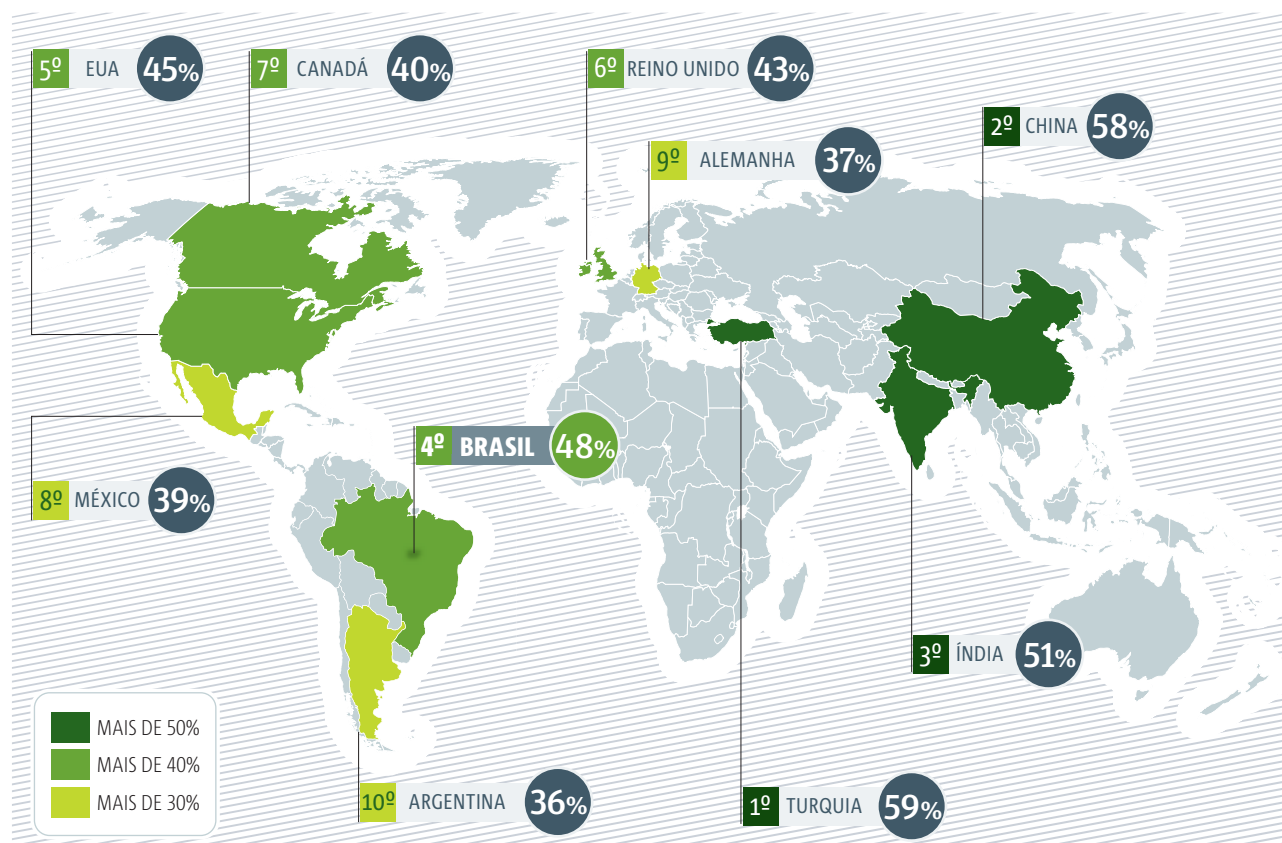 5º EUA 45%
7º CANADÁ 40%
6º REINO UNIDO 43%
2º CHINA 58%
9º ALEMANHA 37%
4º BRASIL 48%
8º MÉXICO 39%
3º ÍNDIA 51%
MAIS DE 50%
MAIS DE 40%
MAIS DE 30%
10º ARGENTINA 36%
1º TURQUIA 59%